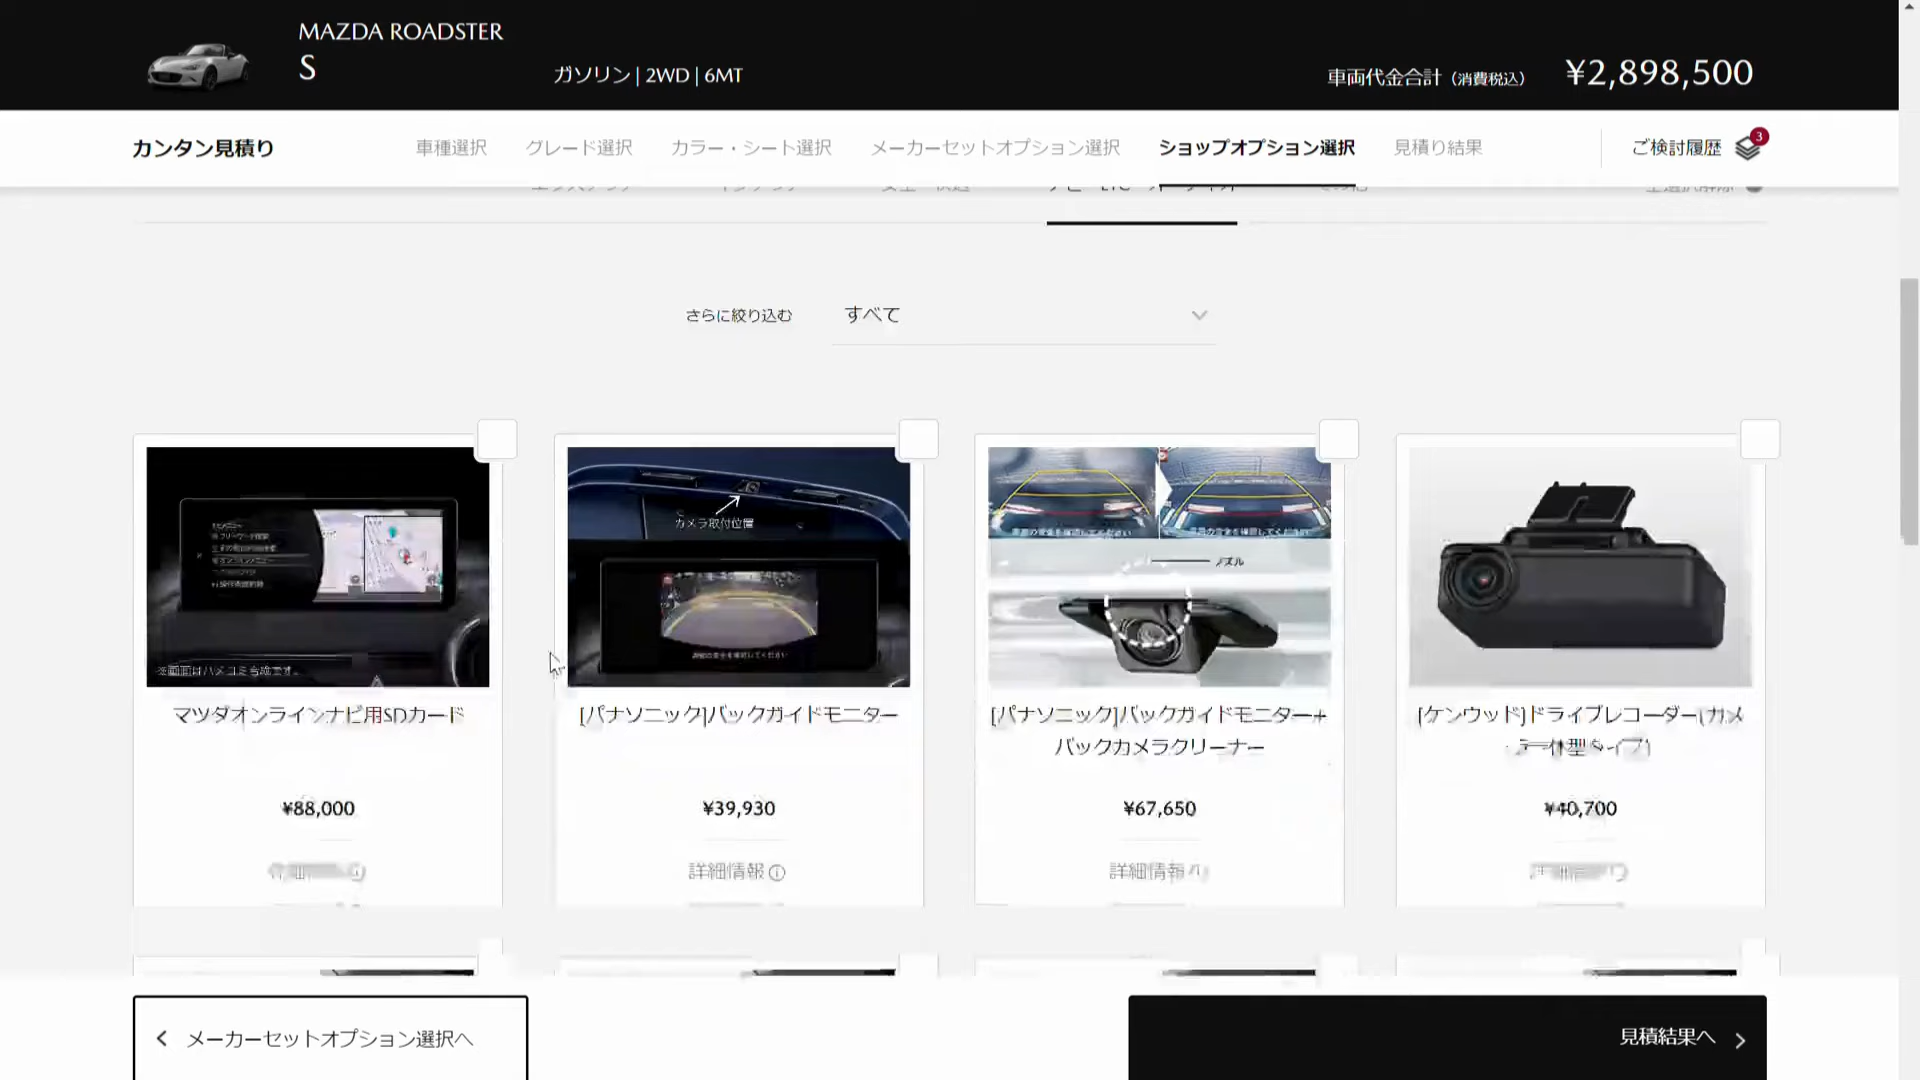 MAZDA ROADSTER
S
ガソリン | 2WD | 6MT
車両代金合計（消費税込）
¥2,898,500
カンタン見積り
車種選択
グレード選択
カラー・シート選択
メーカーセットオプション選択
ショップオプション選択
見積り結果
ご検討履歴
3
さらに絞り込む
すべて
カメラ取付位置
ノズル
マツダオンラインナビ用SDカード
[パナソニック]バックガイドモニター
[パナソニック]バックガイドモニター+
バックカメラクリーナー
[ケンウッド]ドライブレコーダー(カメ
ラ一体型タイプ)
¥88,000
¥39,930
¥67,650
¥40,700
詳細情報
詳細情報
メーカーセットオプション選択へ
見積結果へ